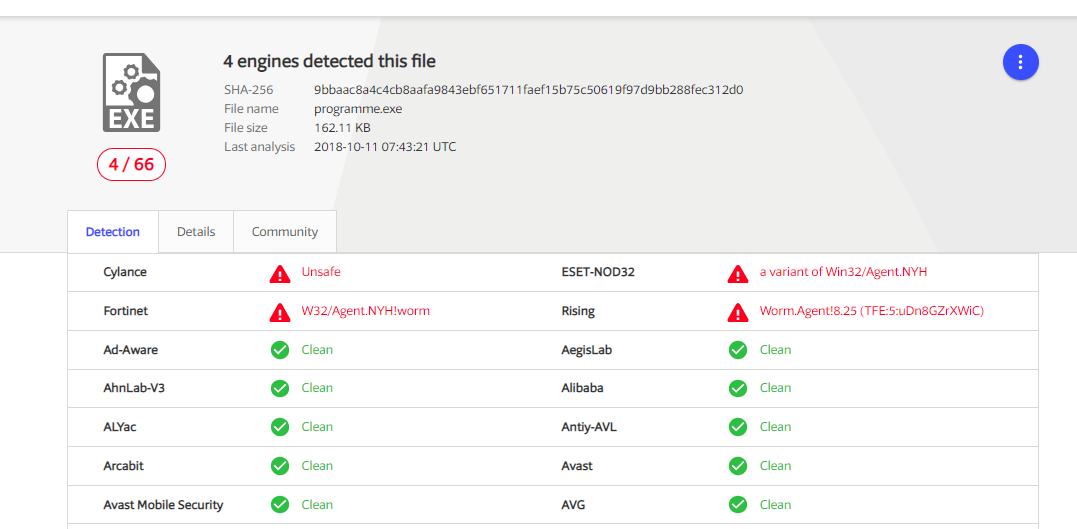 4 engines detected this file
SHA-256 9bbaac8a4c4cb8aafa9843ebf651711faef15b75c50619f97d9bb288fec312d0
File name programme.exe
File size 162.11 KB
Last analysis 2018-10-11 07:43:21 UTC
EXE
4 / 66
Detection Details Community
Cylance Unsafe ESET-NOD32 a variant of Win32/Agent.NYH
Fortinet W32/Agent.NYH!worm Rising Worm.Agent!8.25 (TFE:5:uDn8GZrXWiC)
Ad-Aware Clean AegisLab Clean
AhnLab-V3 Clean Alibaba Clean
ALYac Clean Antiy-AVL Clean
Arcabit Clean Avast Clean
Avast Mobile Security Clean AVG Clean